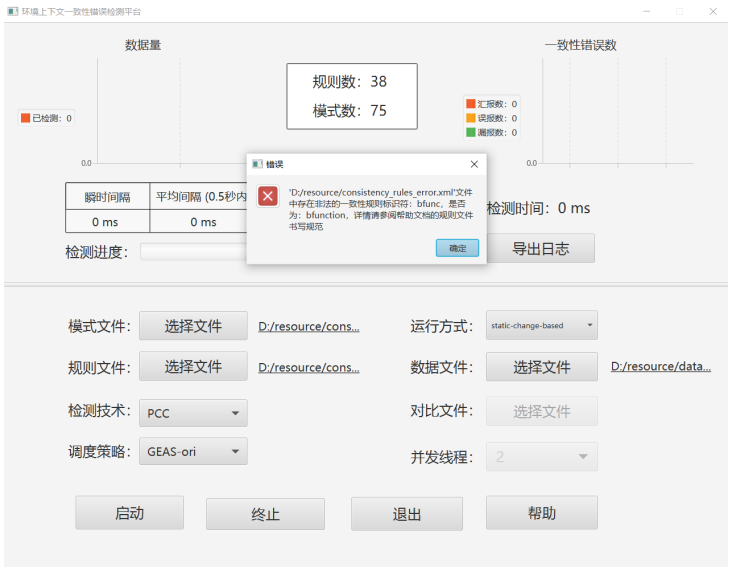 环境上下文一致性错误检测平台
数据量
一致性错误数
规则数：38
模式数：75
已检测：0
汇报数：0
误报数：0
漏报数：0
0.0
0.0
错误
'D:/resource/consistency_rules_error.xml'文件
中存在非法的一致性规则标识符：bfunc，是否
为：bfunction，详情请参阅帮助文档的规则文件
书写规范
确定
瞬时间隔
平均间隔 (0.5秒内
0 ms
0 ms
检测时间：0 ms
检测进度：
导出日志
模式文件：
选择文件
D:/resource/cons...
运行方式：
static-change-based
规则文件：
选择文件
D:/resource/cons...
数据文件：
选择文件
D:/resource/data...
检测技术：
PCC
对比文件：
选择文件
调度策略：
GEAS-ori
并发线程：
2
启动
终止
退出
帮助